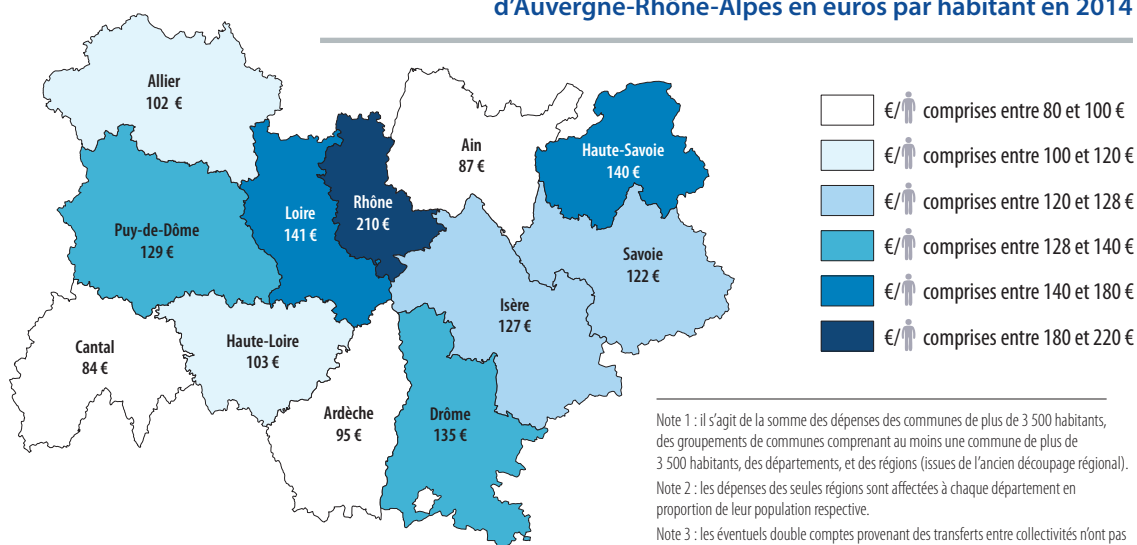 d'Auvergne-Rhône-Alpes en euros par habitant en 2014
Allier
102 €
Ain
87 €
Haute-Savoie
140 €
Puy-de-Dôme
129 €
Loire
141 €
Rhône
210 €
Savoie
122 €
Isère
127 €
Cantal
84 €
Haute-Loire
103 €
Ardèche
95 €
Drôme
135 €
€/ comprises entre 80 et 100 €
€/ comprises entre 100 et 120 €
€/ comprises entre 120 et 128 €
€/ comprises entre 128 et 140 €
€/ comprises entre 140 et 180 €
€/ comprises entre 180 et 220 €
Note 1 : il s'agit de la somme des dépenses des communes de plus de 3 500 habitants,
des groupements de communes comprenant au moins une commune de plus de
3 500 habitants, des départements, et des régions (issues de l'ancien découpage régional).
Note 2 : les dépenses des seules régions sont affectées à chaque département en
proportion de leur population respective.
Note 3 : les éventuels double comptes provenant des transferts entre collectivités n'ont pas